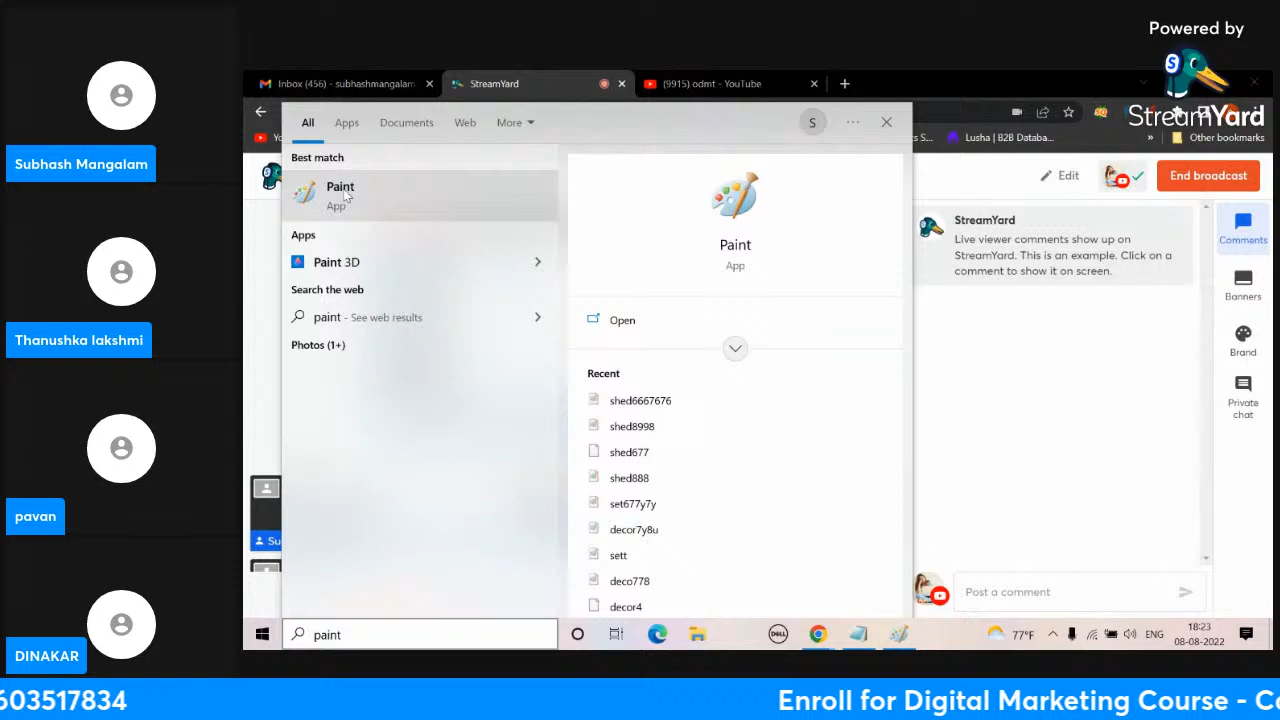 Powered by
StreamYard
Subhash Mangalam
Thanushka lakshmi
pavan
DINAKAR
Inbox (456) - subhashmangalam
StreamYard
(9915) odmt - YouTube
Lusha | B2B Databa...
Other bookmarks
All
Apps
Documents
Web
More
S
Best match
Paint
App
Apps
Paint 3D
Search the web
paint - See web results
Photos (1+)
Paint
App
Open
Recent
shed6667676
shed8998
shed677
shed888
set677y7y
decor7y8u
sett
deco778
decor4
Edit
End broadcast
StreamYard
Live viewer comments show up on
StreamYard. This is an example. Click on a
comment to show it on screen.
Comments
Banners
Brand
Private
chat
Post a comment
Su
paint
DELL
77°F
ENG
18:23
08-08-2022
603517834
Enroll for Digital Marketing Course - Co